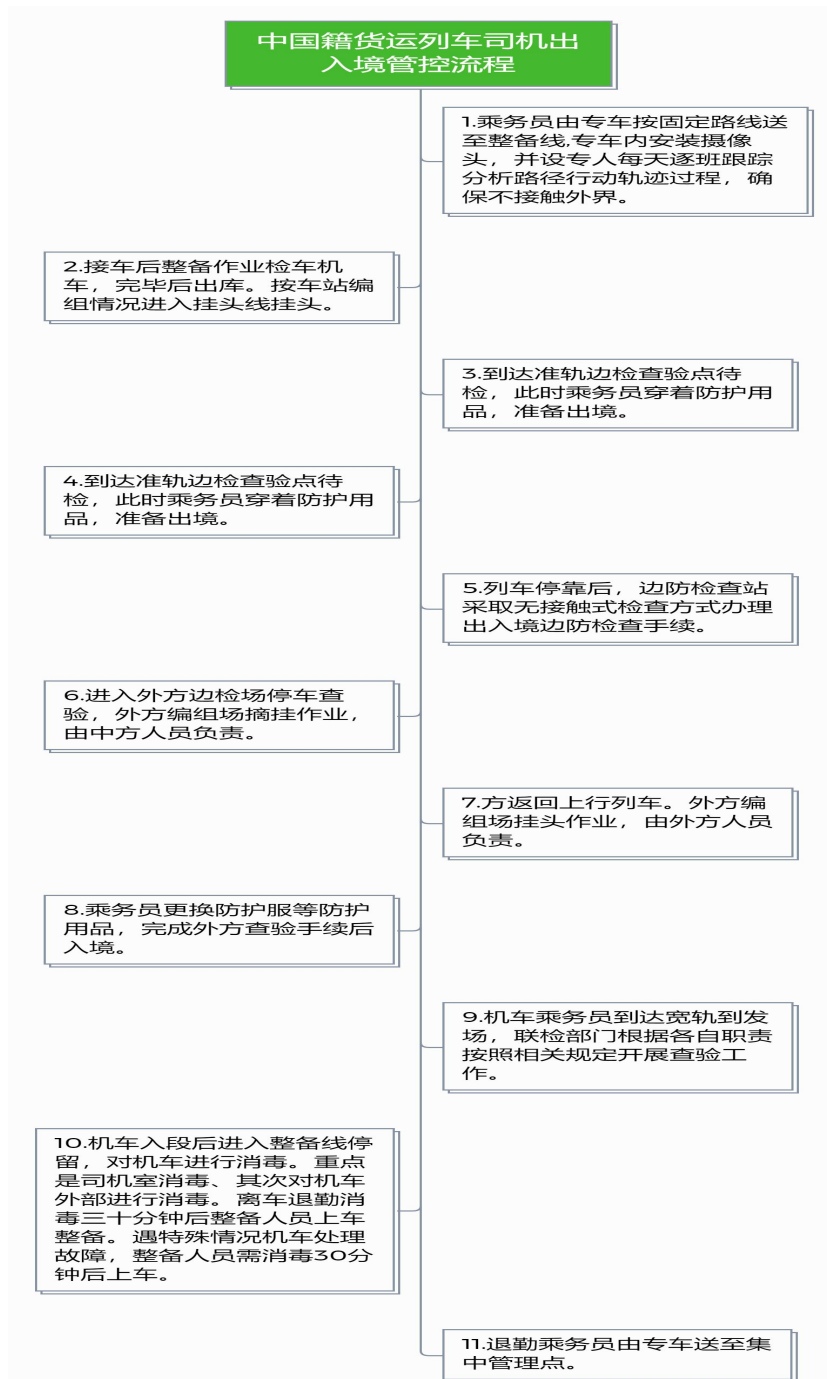 中国籍货运列车司机出
入境管控流程
1.乘务员由专车按固定路线送
至整备线,专车内安装摄像
头，并设专人每天逐班跟踪
分析路径行动轨迹过程，确
保不接触外界。
2.接车后整备作业检车机
车，完毕后出库。按车站编
组情况进入挂头线挂头。
3.到达准轨边检查验点待
检，此时乘务员穿着防护用
品，准备出境。
4.到达准轨边检查验点待
检，此时乘务员穿着防护用
品，准备出境。
5.列车停靠后，边防检查站
采取无接触式检查方式办理
出入境边防检查手续。
6.进入外方边检场停车查
验，外方编组场摘挂作业，
由中方人员负责。
7.方返回上行列车。外方编
组场挂头作业，由外方人员
负责。
8.乘务员更换防护服等防护
用品，完成外方查验手续后
入境。
9.机车乘务员到达宽轨到发
场，联检部门根据各自职责
按照相关规定开展查验工
作。
10.机车入段后进入整备线停
留，对机车进行消毒。重点
是司机室消毒、其次对机车
外部进行消毒。离车退勤消
毒三十分钟后整备人员上车
整备。遇特殊情况机车处理
故障，整备人员需消毒30分
钟后上车。
11.退勤乘务员由专车送至集
中管理点。